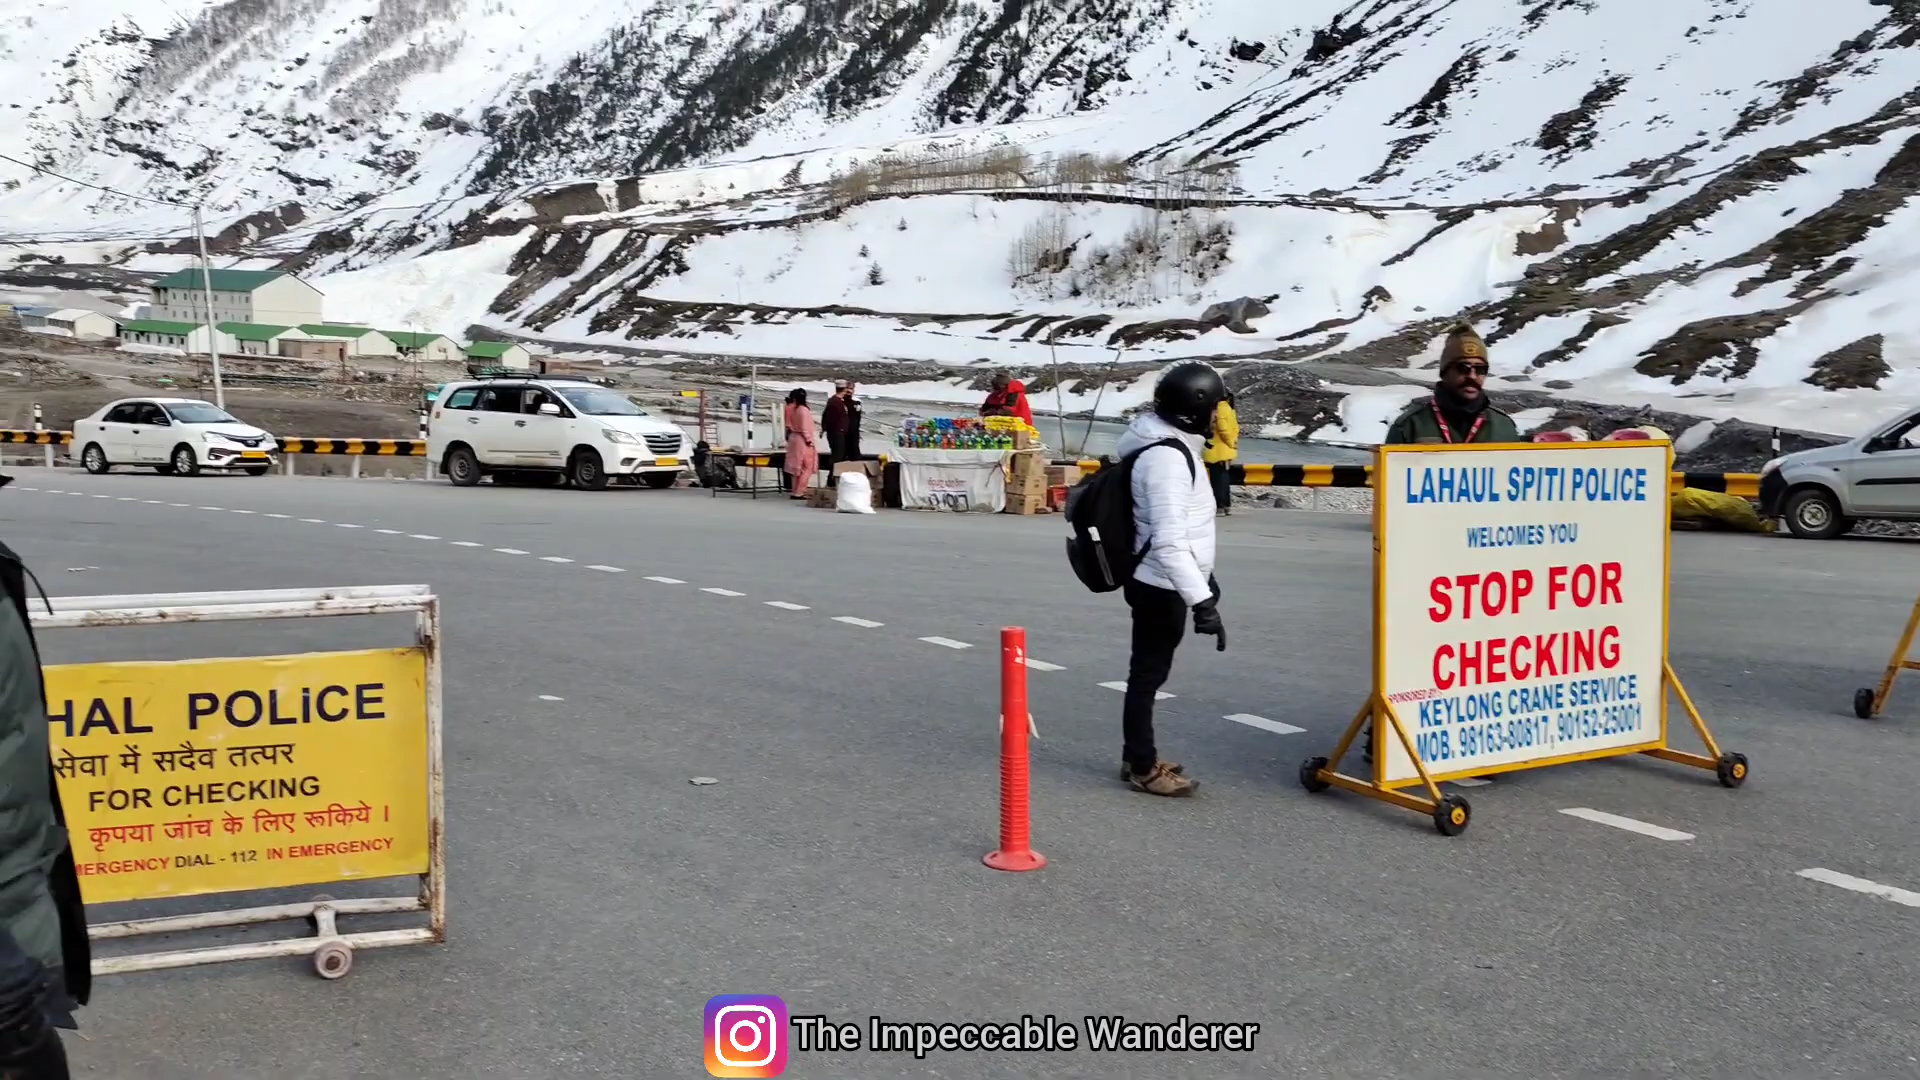 LAHAUL SPITI POLICE
WELCOMES YOU
STOP FOR
CHECKING
SPONSORED BY :-
KEYLONG CRANE SERVICE
MOB. 98163-80817, 90152-25001
HAL POLiCE
सेवा में सदैव तत्पर
FOR CHECKING
कृपया जांच के लिए रूकिये ।
MERGENCY DIAL - 112 IN EMERGENCY
The Impeccable Wanderer